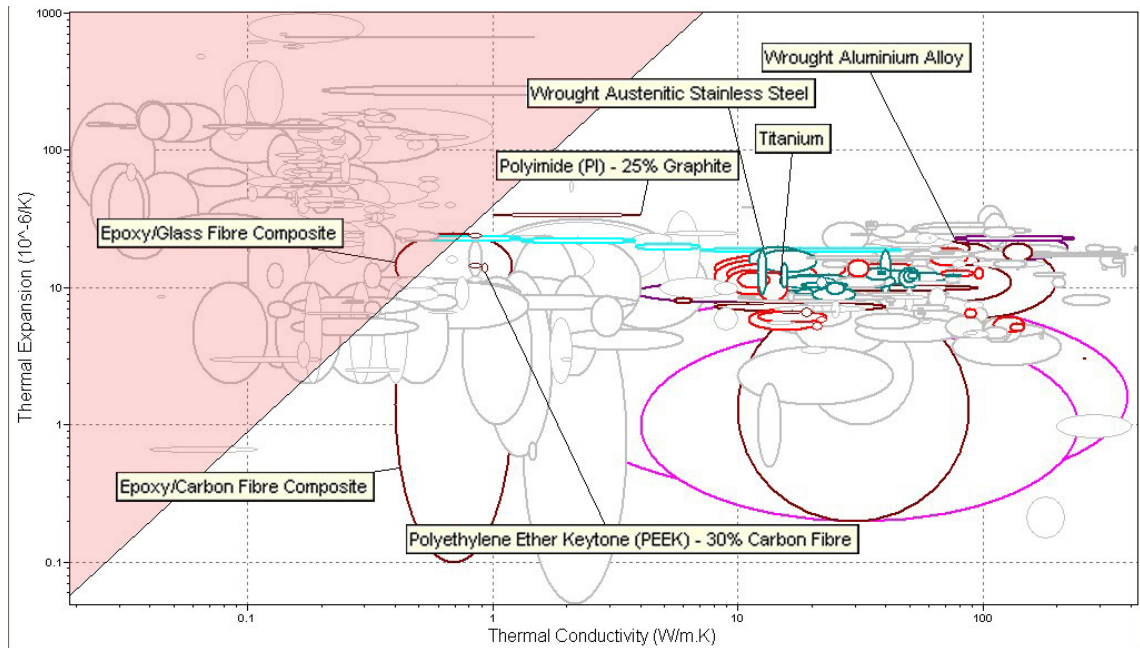 1000
Wrought Aluminium Alloy
Wrought Austenitic Stainless Steel
Titanium
100
Polyimide (PI) - 25% Graphite
Epoxy/Glass Fibre Composite
10
1
Epoxy/Carbon Fibre Composite
Polyethylene Ether Keytone (PEEK) - 30% Carbon Fibre
0.1
Thermal Expansion (10^-6/K)
0.1
1
10
100
Thermal Conductivity (W/m.K)